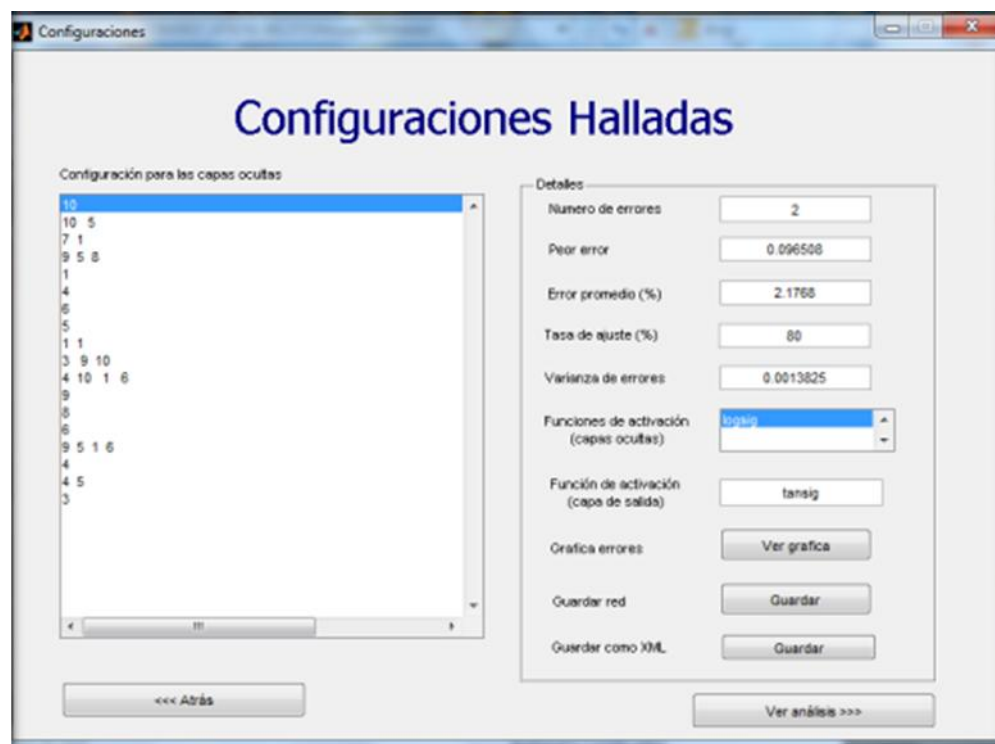 Configuraciones
Configuraciones Halladas
Configuración para las capas ocultas
10
10 5
7 1
9 5 8
1
4
6
5
1 1
3 9 10
4 10 1 6
9
8
6
9 5 1 6
4
4 5
3
<<< Atrás
Detalles
Numero de errores 2
Peor error 0.096508
Error promedio (%) 2.1768
Tasa de ajuste (%) 80
Varianza de errores 0.0013825
Funciones de activación
(capas ocultas)
logsig
Función de activación
(capa de salida)
tansig
Grafica errores Ver grafica
Guardar red Guardar
Guardar como XML Guardar
Ver análisis >>>